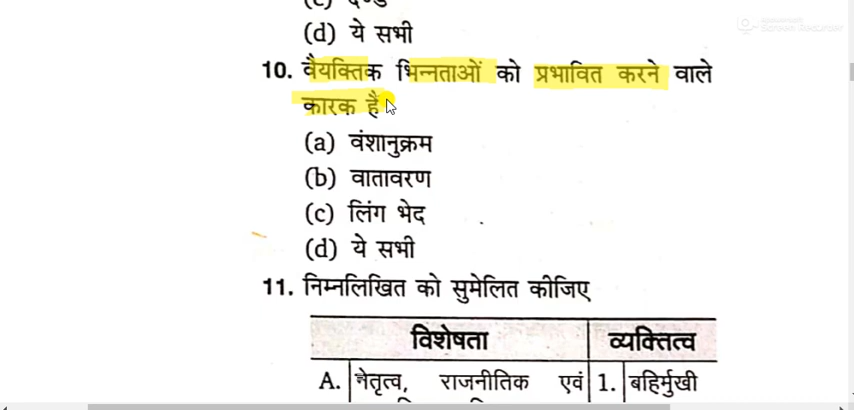 (d) ये सभी
10. वैयक्तिक भिन्नताओं को प्रभावित करने वाले
कारक हैं
(a) वंशानुक्रम
(b) वातावरण
(c) लिंग भेद
(d) ये सभी
11. निम्नलिखित को सुमेलित कीजिए
विशेषता व्यक्तित्व
A. नेतृत्व, राजनीतिक एवं 1. बहिर्मुखी